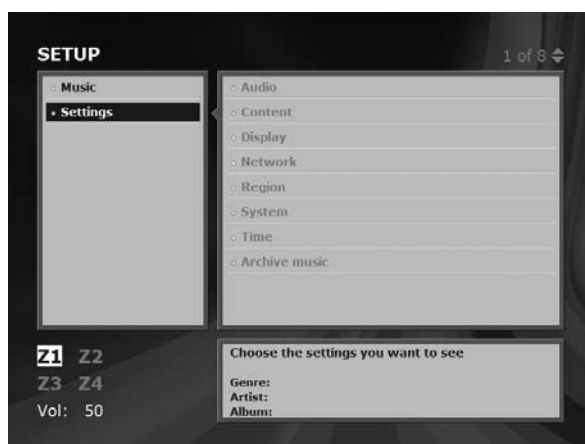 SETUP
1 of 8
Music
Settings
Audio
Content
Display
Network
Region
System
Time
Archive music
Z1 Z2
Z3 Z4
Vol: 50
Choose the settings you want to see
Genre:
Artist:
Album: